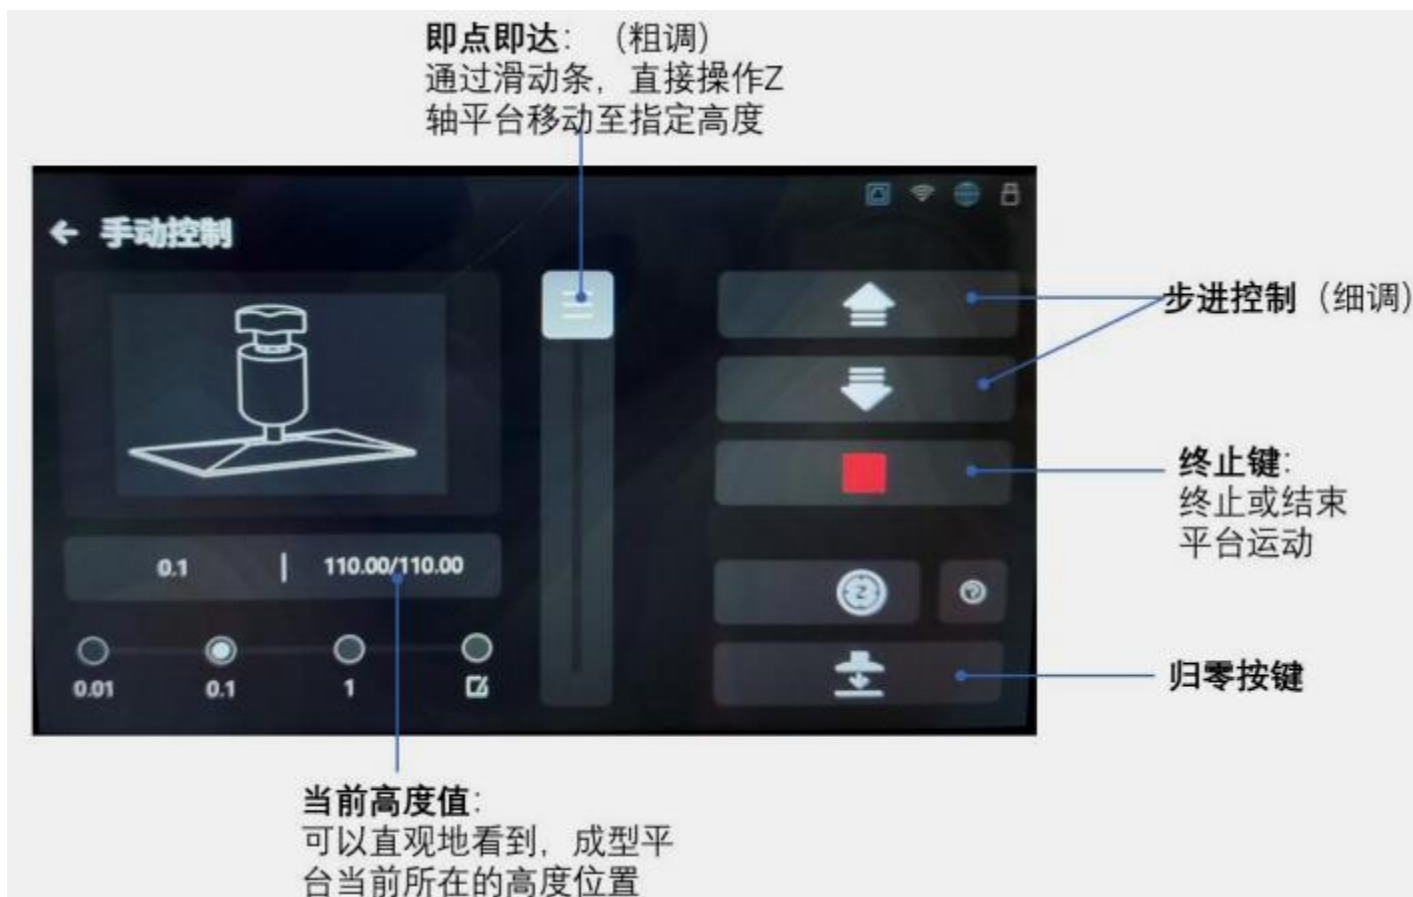 即点即达：（粗调）
通过滑动条，直接操作Z
轴平台移动至指定高度
手动控制
步进控制（细调）
终止键：
终止或结束
平台运动
0.1 | 110.00/110.00
Z
?
0.01 0.1 1
归零按键
当前高度值：
可以直观地看到，成型平
台当前所在的高度位置